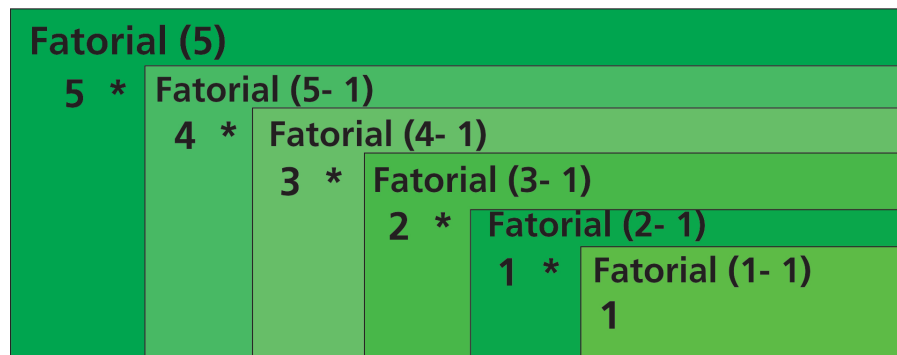 Fatorial (5)
5 * Fatorial (5- 1)
4 * Fatorial (4- 1)
3 * Fatorial (3- 1)
2 * Fatorial (2- 1)
1 * Fatorial (1- 1)
1